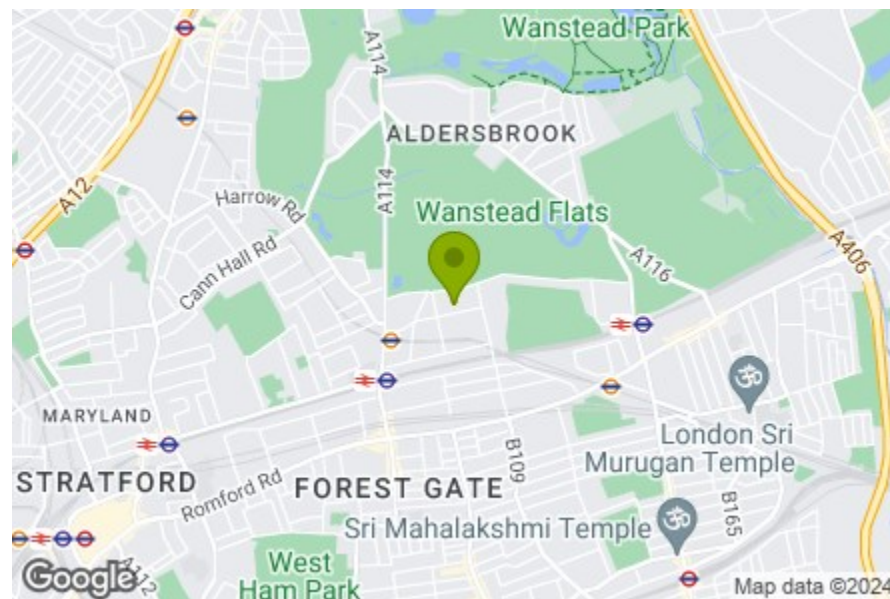 Wanstead Park
A114
ALDERSBROOK
A12
Harrow Rd
A114
Wanstead Flats
Cann Hall Rd
A116
A406
MARYLAND
London Sri
Murugan Temple
B109
STRATFORD
Romford Rd
FOREST GATE
B165
Sri Mahalakshmi Temple
A112
West
Ham Park
Google
Map data ©2024